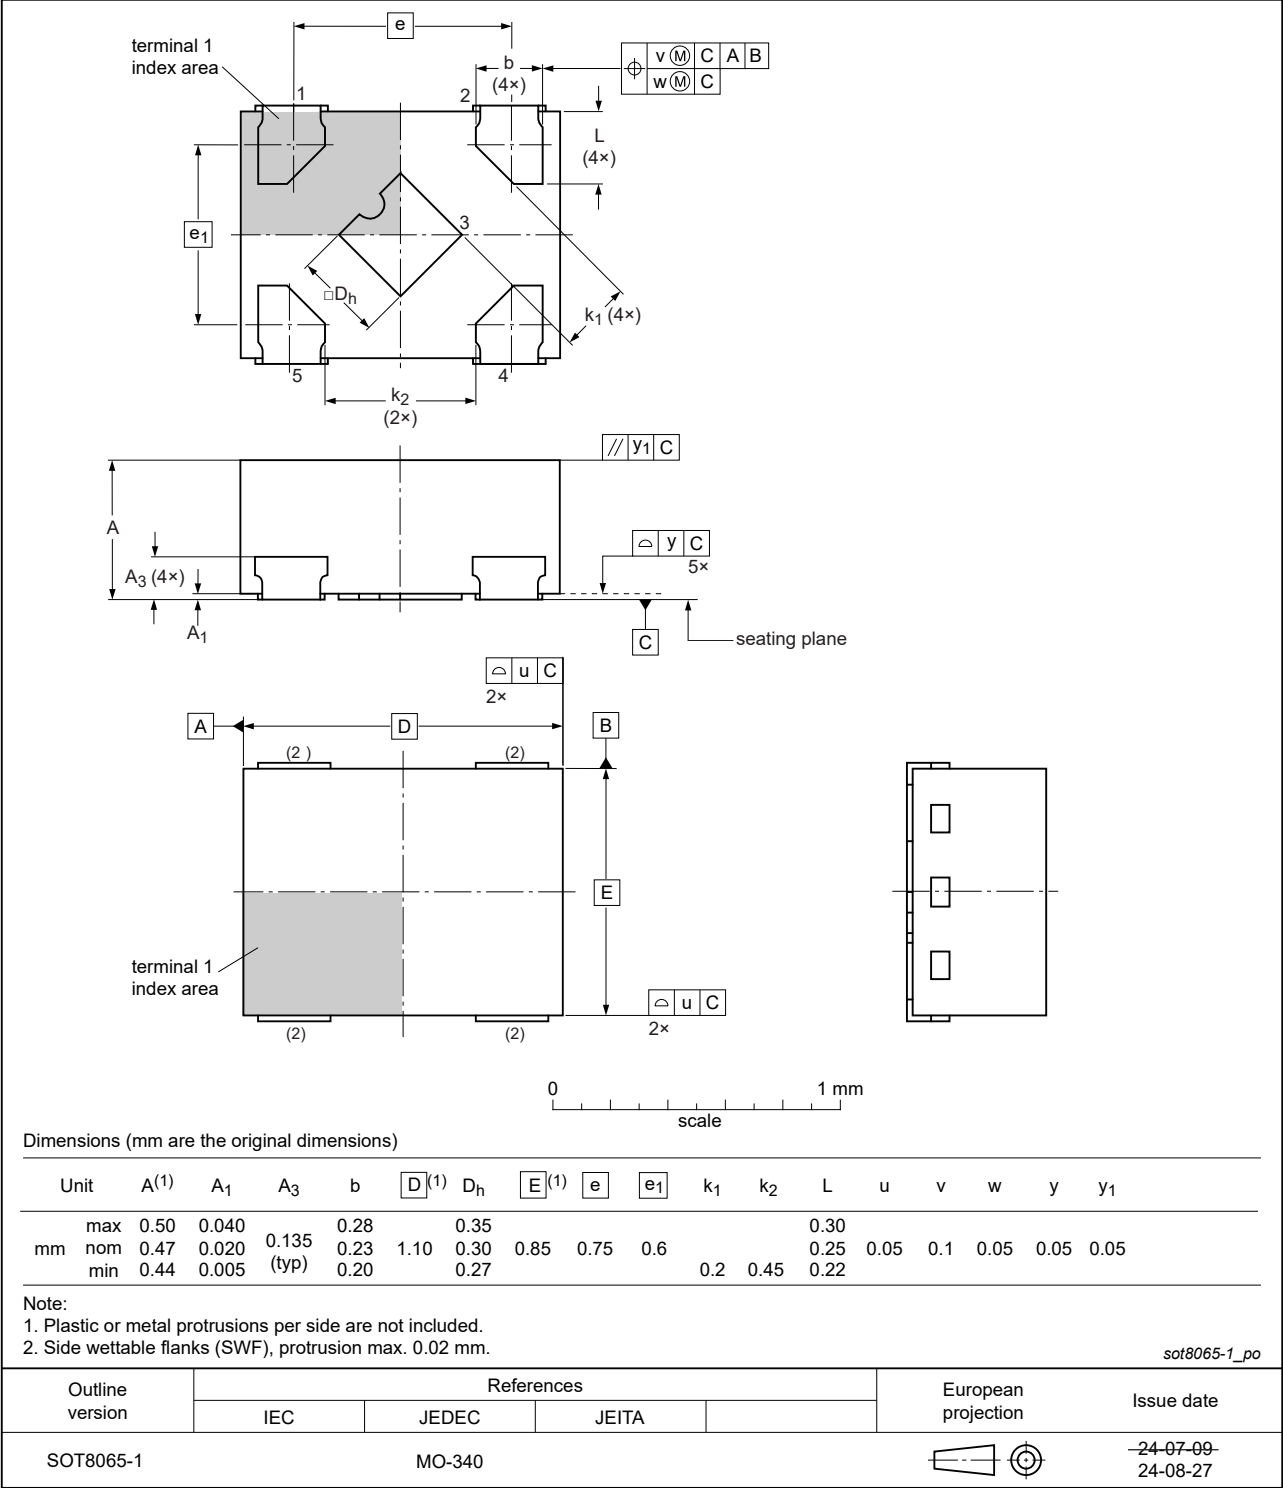 e
terminal 1
index area
b
(4×)
v Ⓜ C A B
w Ⓜ C
1
2
L
(4×)
3
e1
□Dh
k1 (4×)
5
4
k2
(2×)
// y1 C
A
y C
5×
A3 (4×)
A1
C
seating plane
u C
2×
A
D
B
(2 )
(2)
E
terminal 1
index area
u C
2×
(2)
(2)
0 1 mm
scale
Dimensions (mm are the original dimensions)
Unit A(1) A1 A3 b D(1) Dh E(1) e e1 k1 k2 L u v w y y1
max 0.50 0.040 0.28 0.35 0.30
mm nom 0.47 0.020 0.135 (typ) 0.23 1.10 0.30 0.85 0.75 0.6 0.25 0.05 0.1 0.05 0.05 0.05
min 0.44 0.005 0.20 0.27 0.2 0.45 0.22
Note:
1. Plastic or metal protrusions per side are not included.
2. Side wettable flanks (SWF), protrusion max. 0.02 mm.
sot8065-1_po
Outline version
References
European projection
Issue date
IEC JEDEC JEITA
SOT8065-1
MO-340
24-07-09
24-08-27